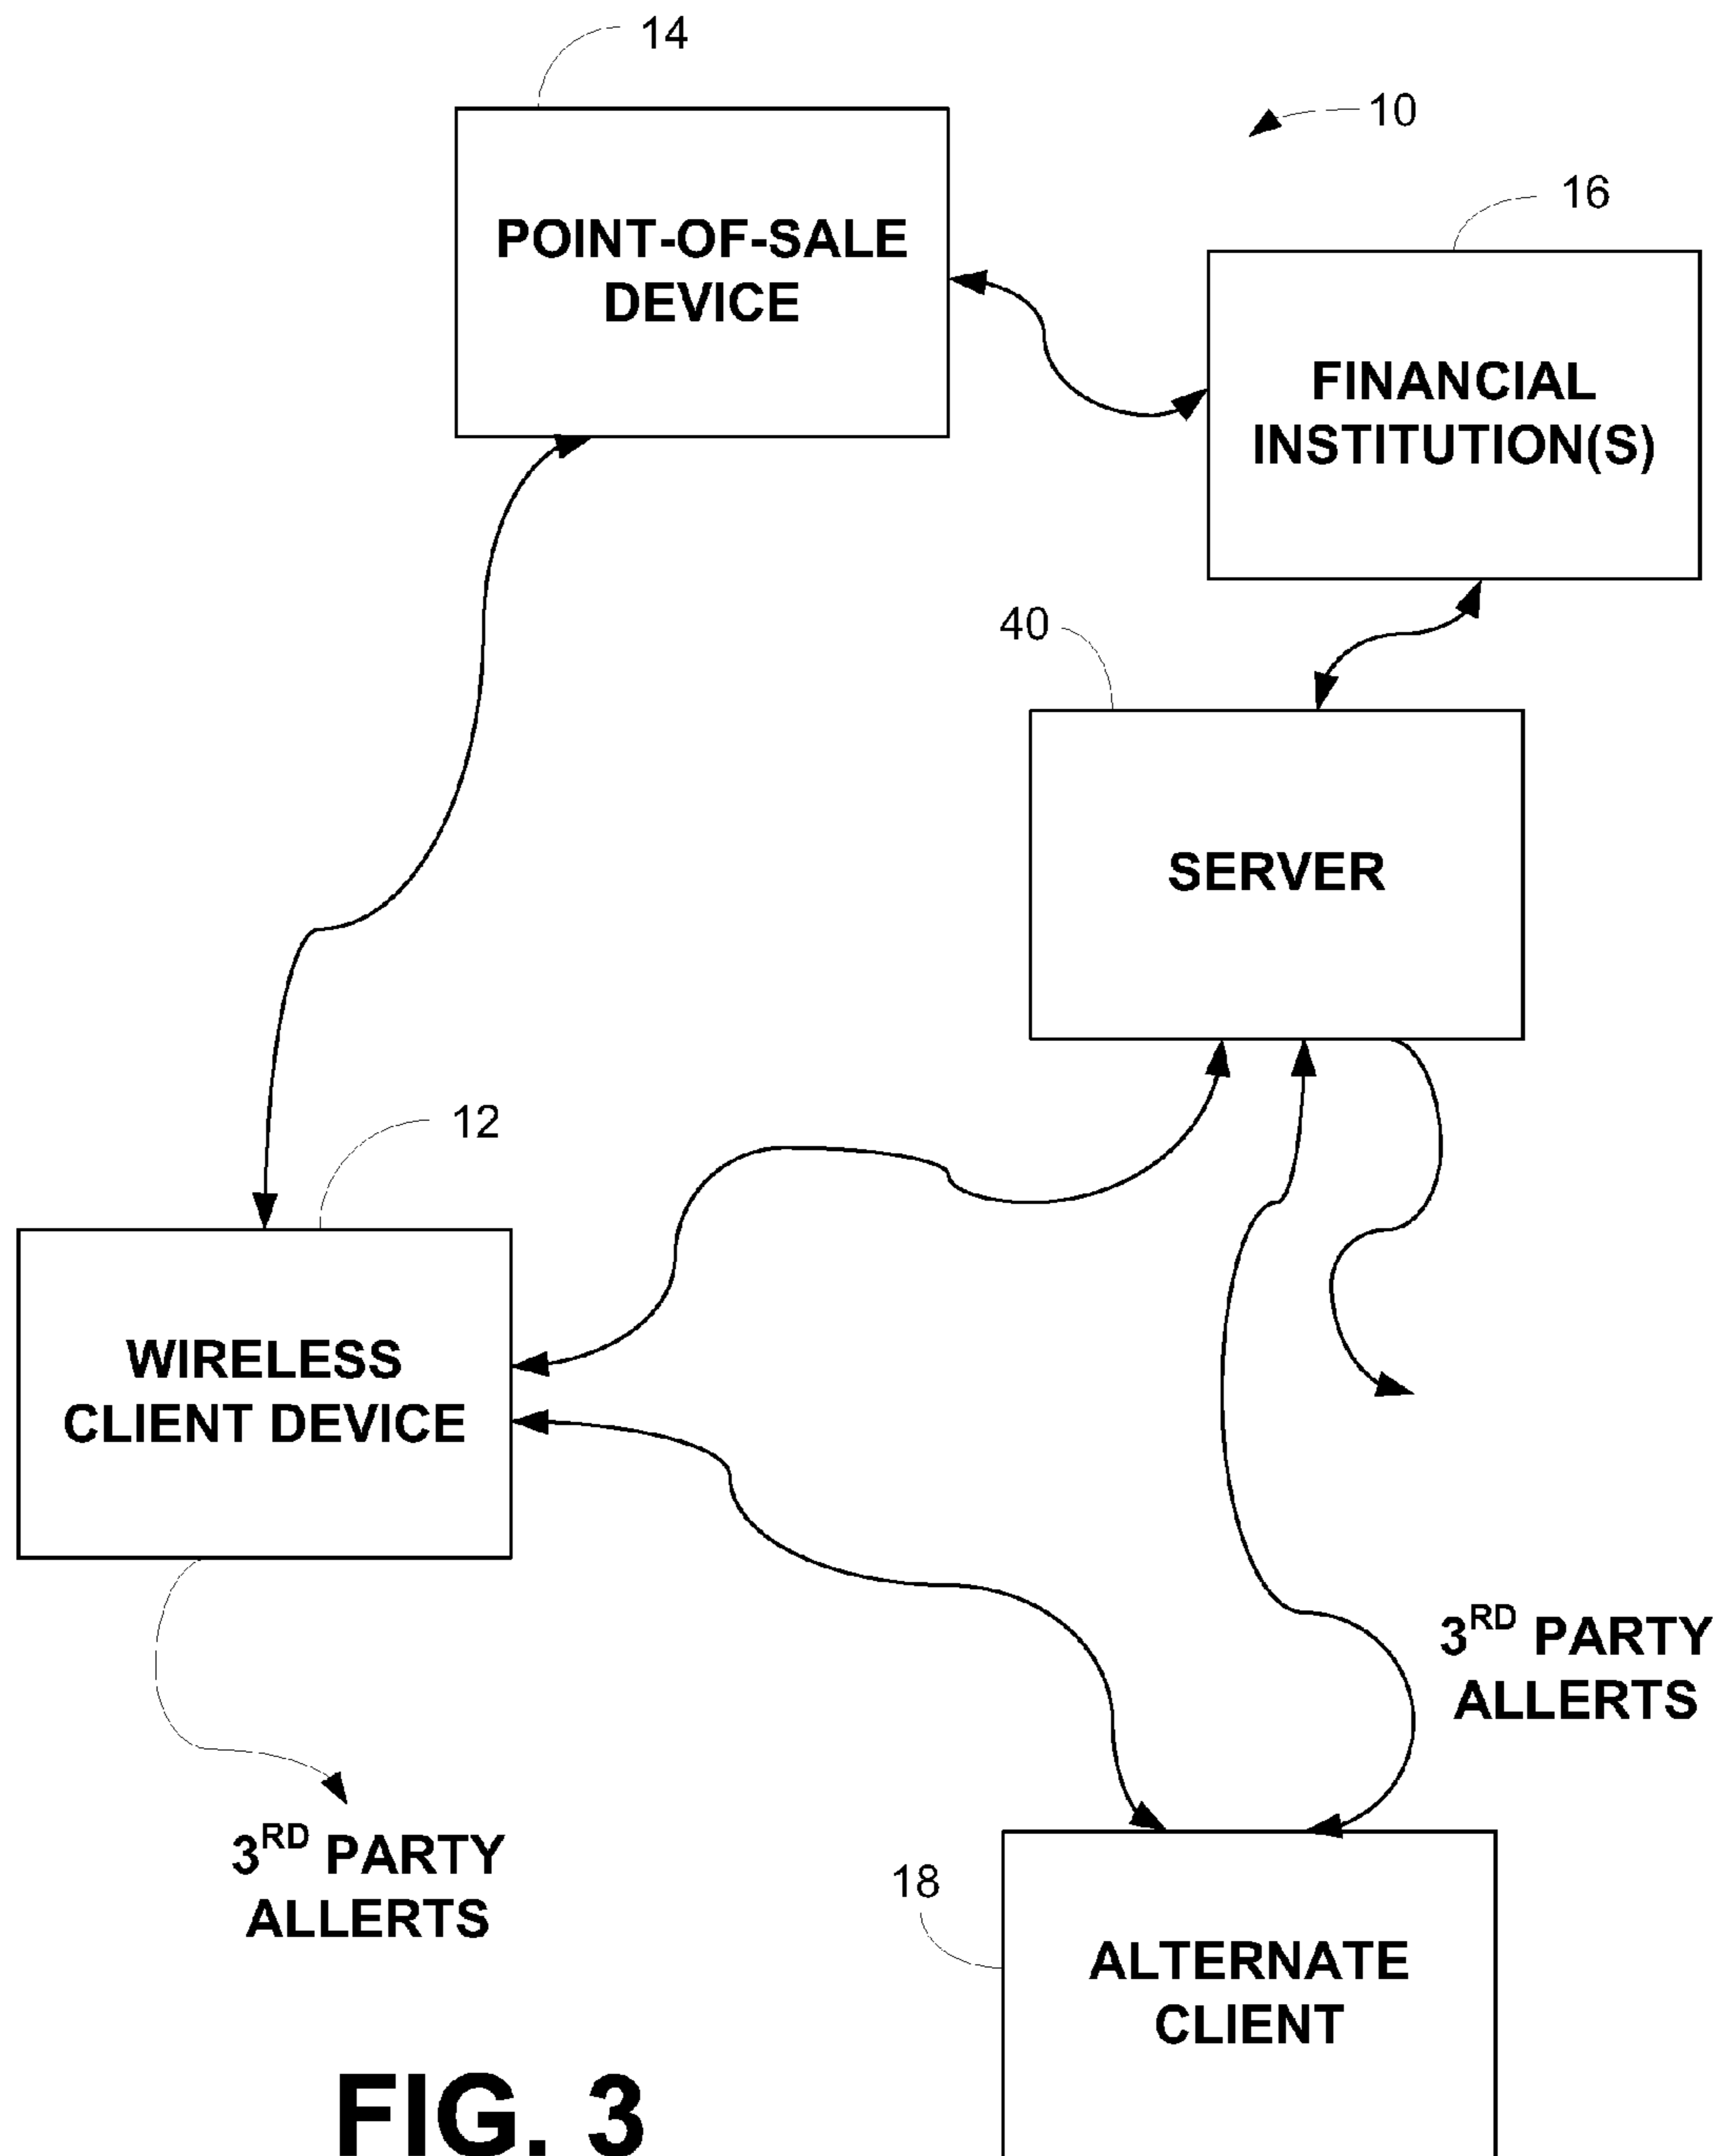 14
10
POINT-OF-SALE
DEVICE
16
FINANCIAL
INSTITUTION(S)
40
SERVER
12
WIRELESS
CLIENT DEVICE
3RD PARTY
ALLERTS
3RD PARTY
ALLERTS
18
ALTERNATE
CLIENT
FIG. 3